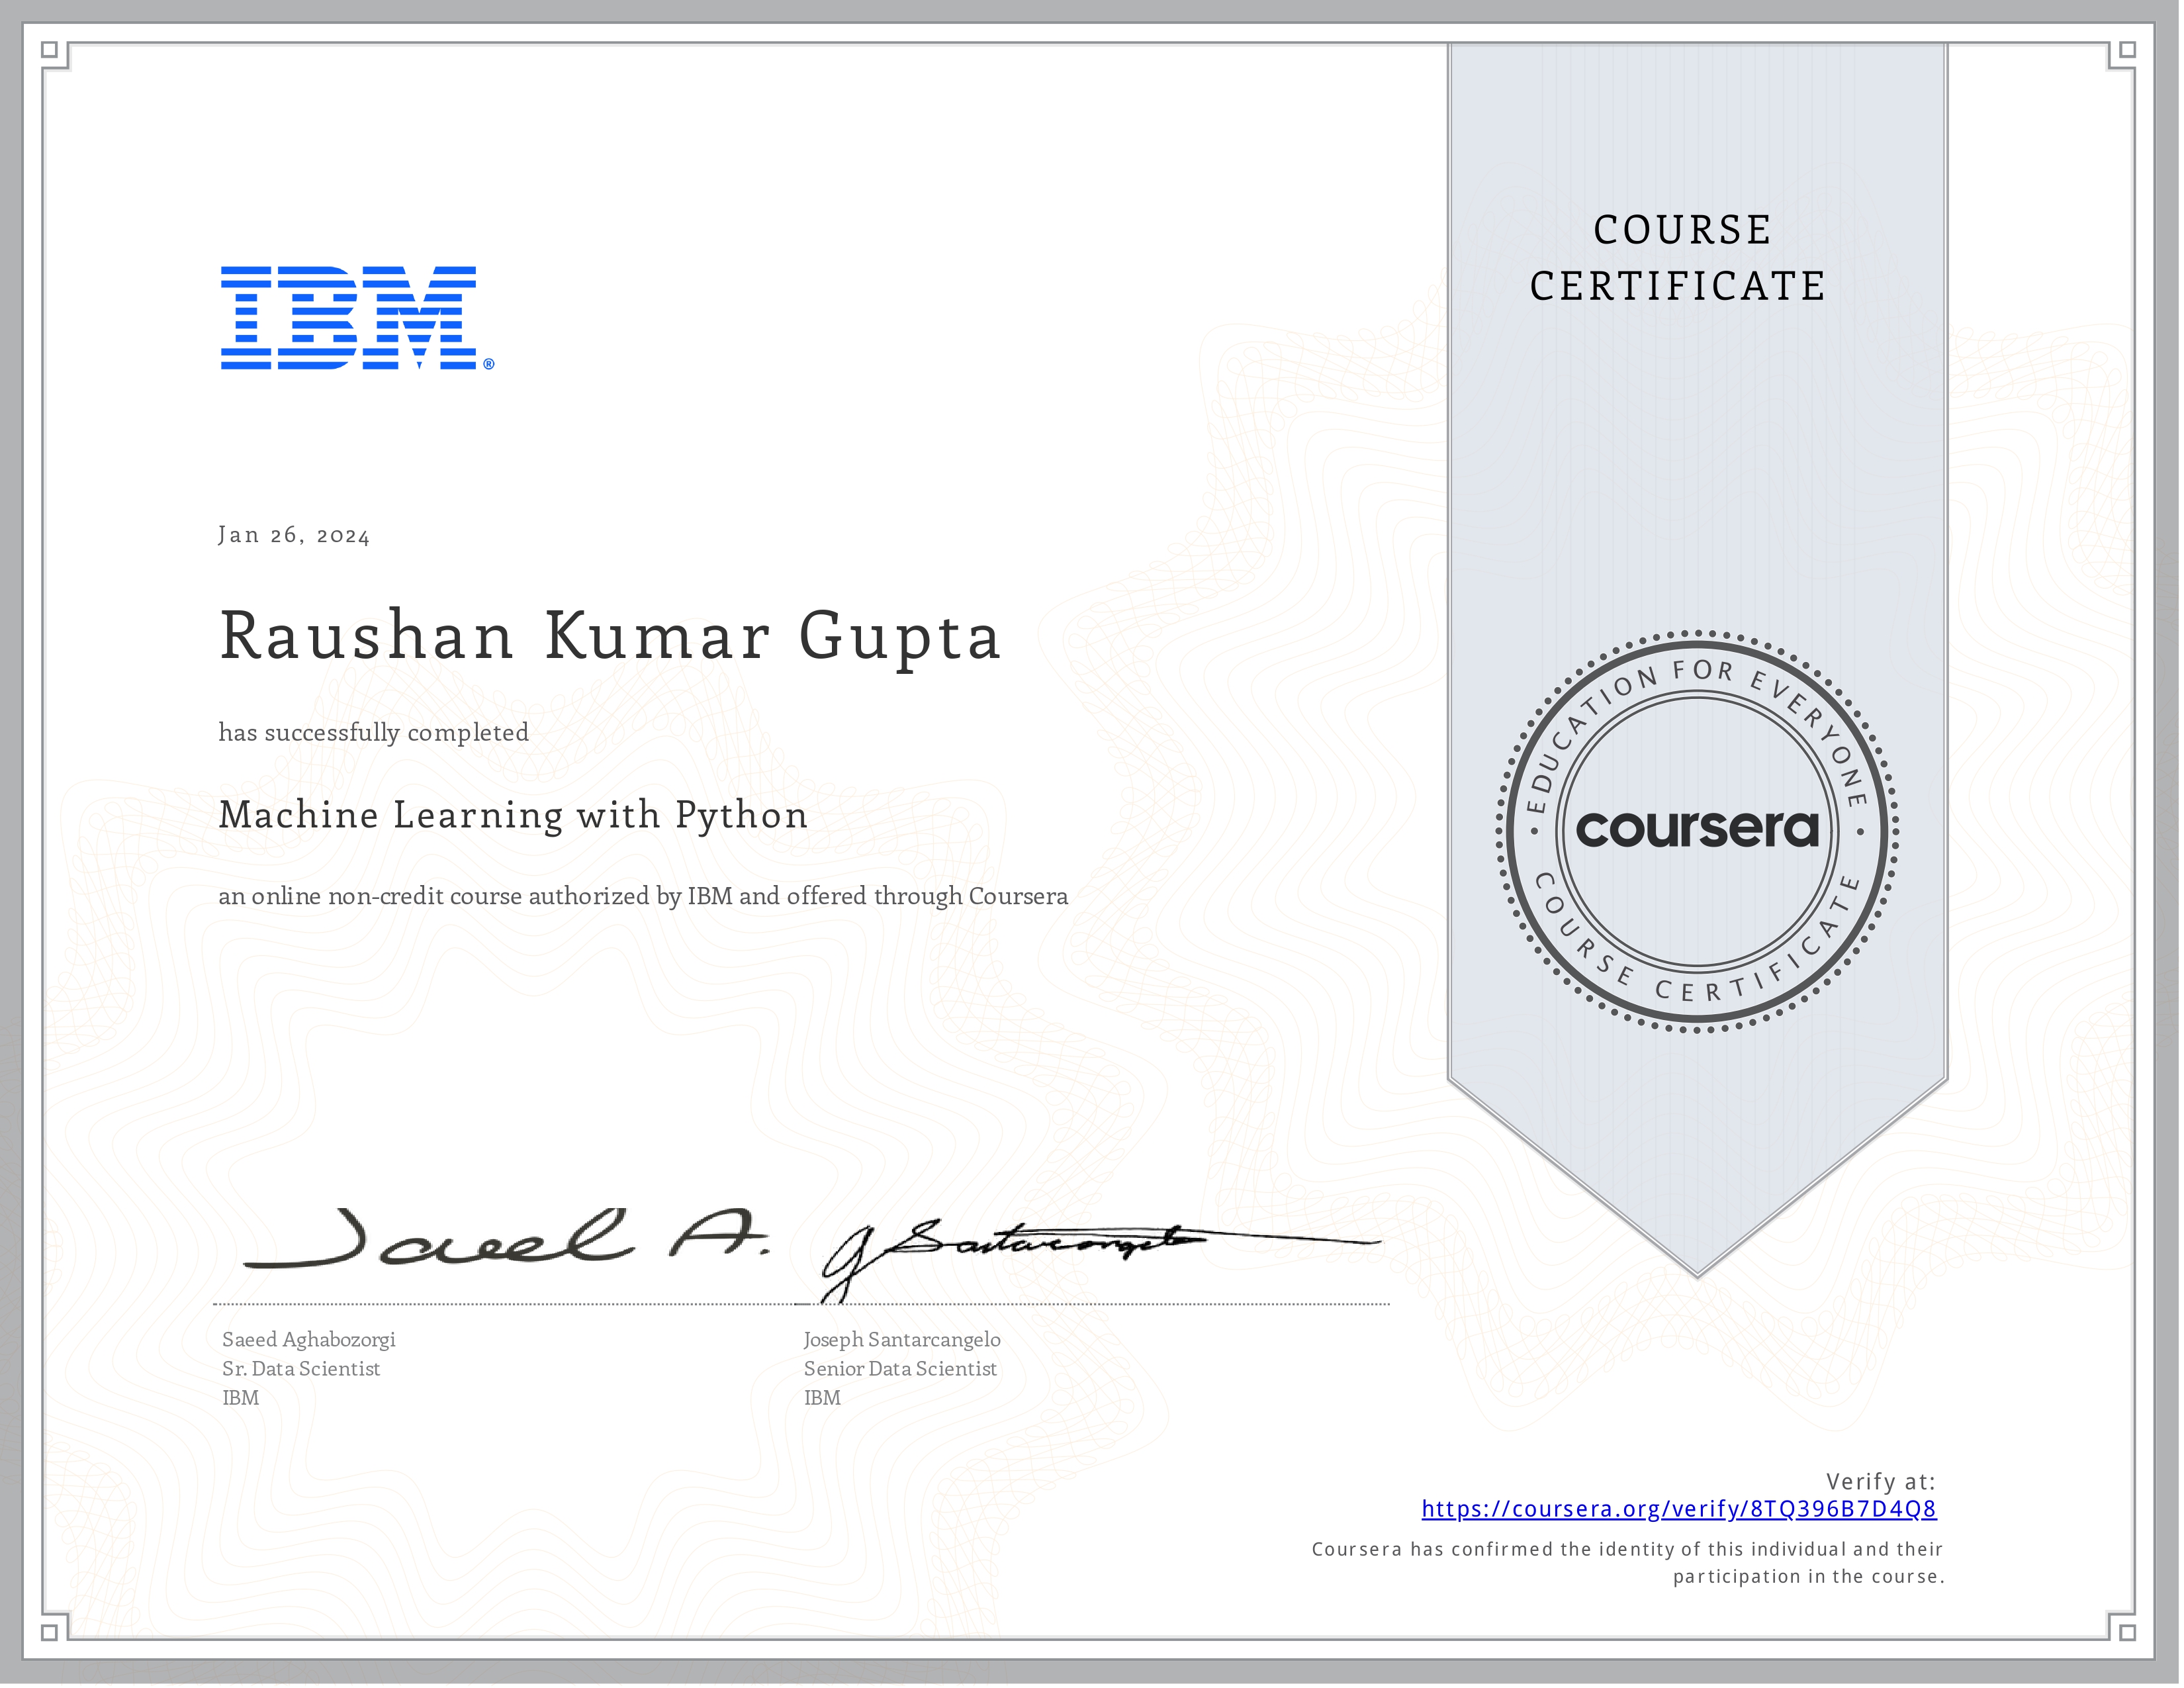 COURSE
CERTIFICATE
IBM®
Jan 26, 2024
Raushan Kumar Gupta
has successfully completed
Machine Learning with Python
an online non-credit course authorized by IBM and offered through Coursera
EDUCATION FOR EVERYONE
coursera
COURSE CERTIFICATE
Saeed A.
J Santarcangelo
Saeed Aghabozorgi
Sr. Data Scientist
IBM
Joseph Santarcangelo
Senior Data Scientist
IBM
Verify at:
https://coursera.org/verify/8TQ396B7D4Q8
Coursera has confirmed the identity of this individual and their
participation in the course.